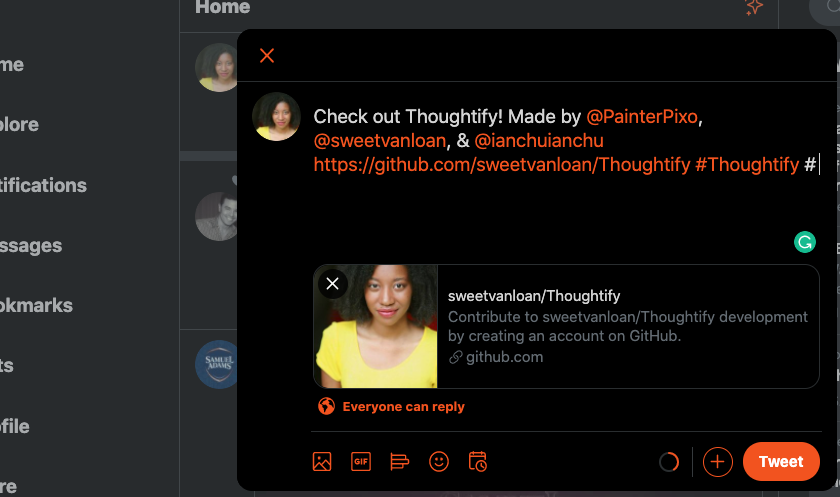 Home
me
plore
tifications
ssages
okmarks
ts
ofile
re
SAMUEL
ADAMS
Check out Thoughtify! Made by @PainterPixo,
@sweetvanloan, & @ianchuianchu
https://github.com/sweetvanloan/Thoughtify #Thoughtify #
sweetvanloan/Thoughtify
Contribute to sweetvanloan/Thoughtify development
by creating an account on GitHub.
github.com
Everyone can reply
GIF
Tweet